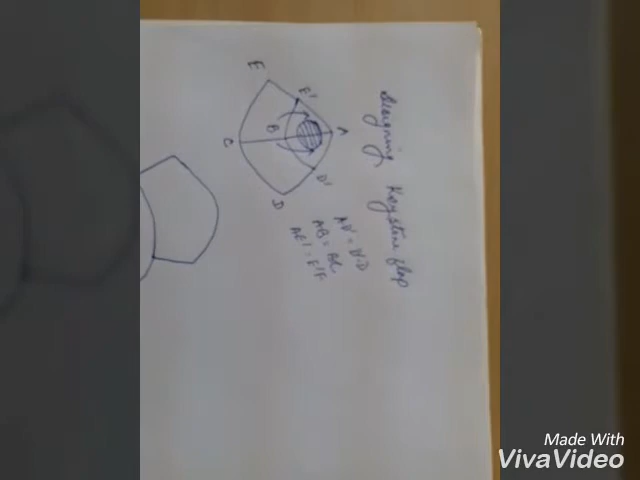 Designing Keystone flap
E
E'
A
B
C
D'
D
AD' = D'D
AB = BC
AE' = E'E
Made With
VivaVideo